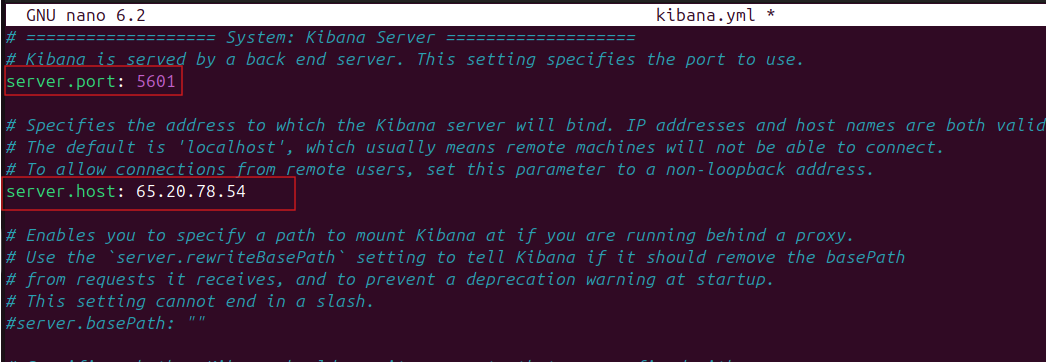 GNU nano 6.2 kibana.yml *
# =================== System: Kibana Server ===================
# Kibana is served by a back end server. This setting specifies the port to use.
server.port: 5601
# Specifies the address to which the Kibana server will bind. IP addresses and host names are both valid
# The default is 'localhost', which usually means remote machines will not be able to connect.
# To allow connections from remote users, set this parameter to a non-loopback address.
server.host: 65.20.78.54
# Enables you to specify a path to mount Kibana at if you are running behind a proxy.
# Use the `server.rewriteBasePath` setting to tell Kibana if it should remove the basePath
# from requests it receives, and to prevent a deprecation warning at startup.
# This setting cannot end in a slash.
#server.basePath: ""